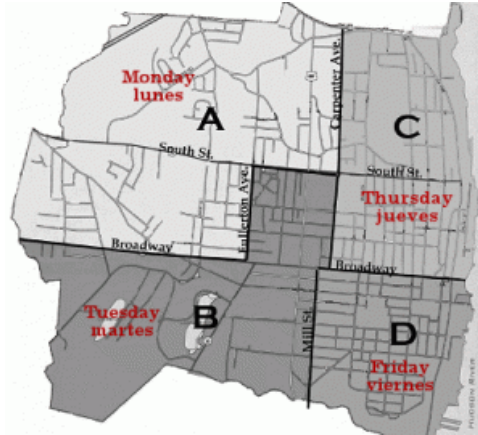 Monday
lunes
A
Carpenter Ave.
C
South St.
South St.
Fullerton Ave.
Thursday
jueves
Broadway
Broadway
Tuesday
martes
B
Mill St.
D
Friday
viernes
HUDSON RIVER